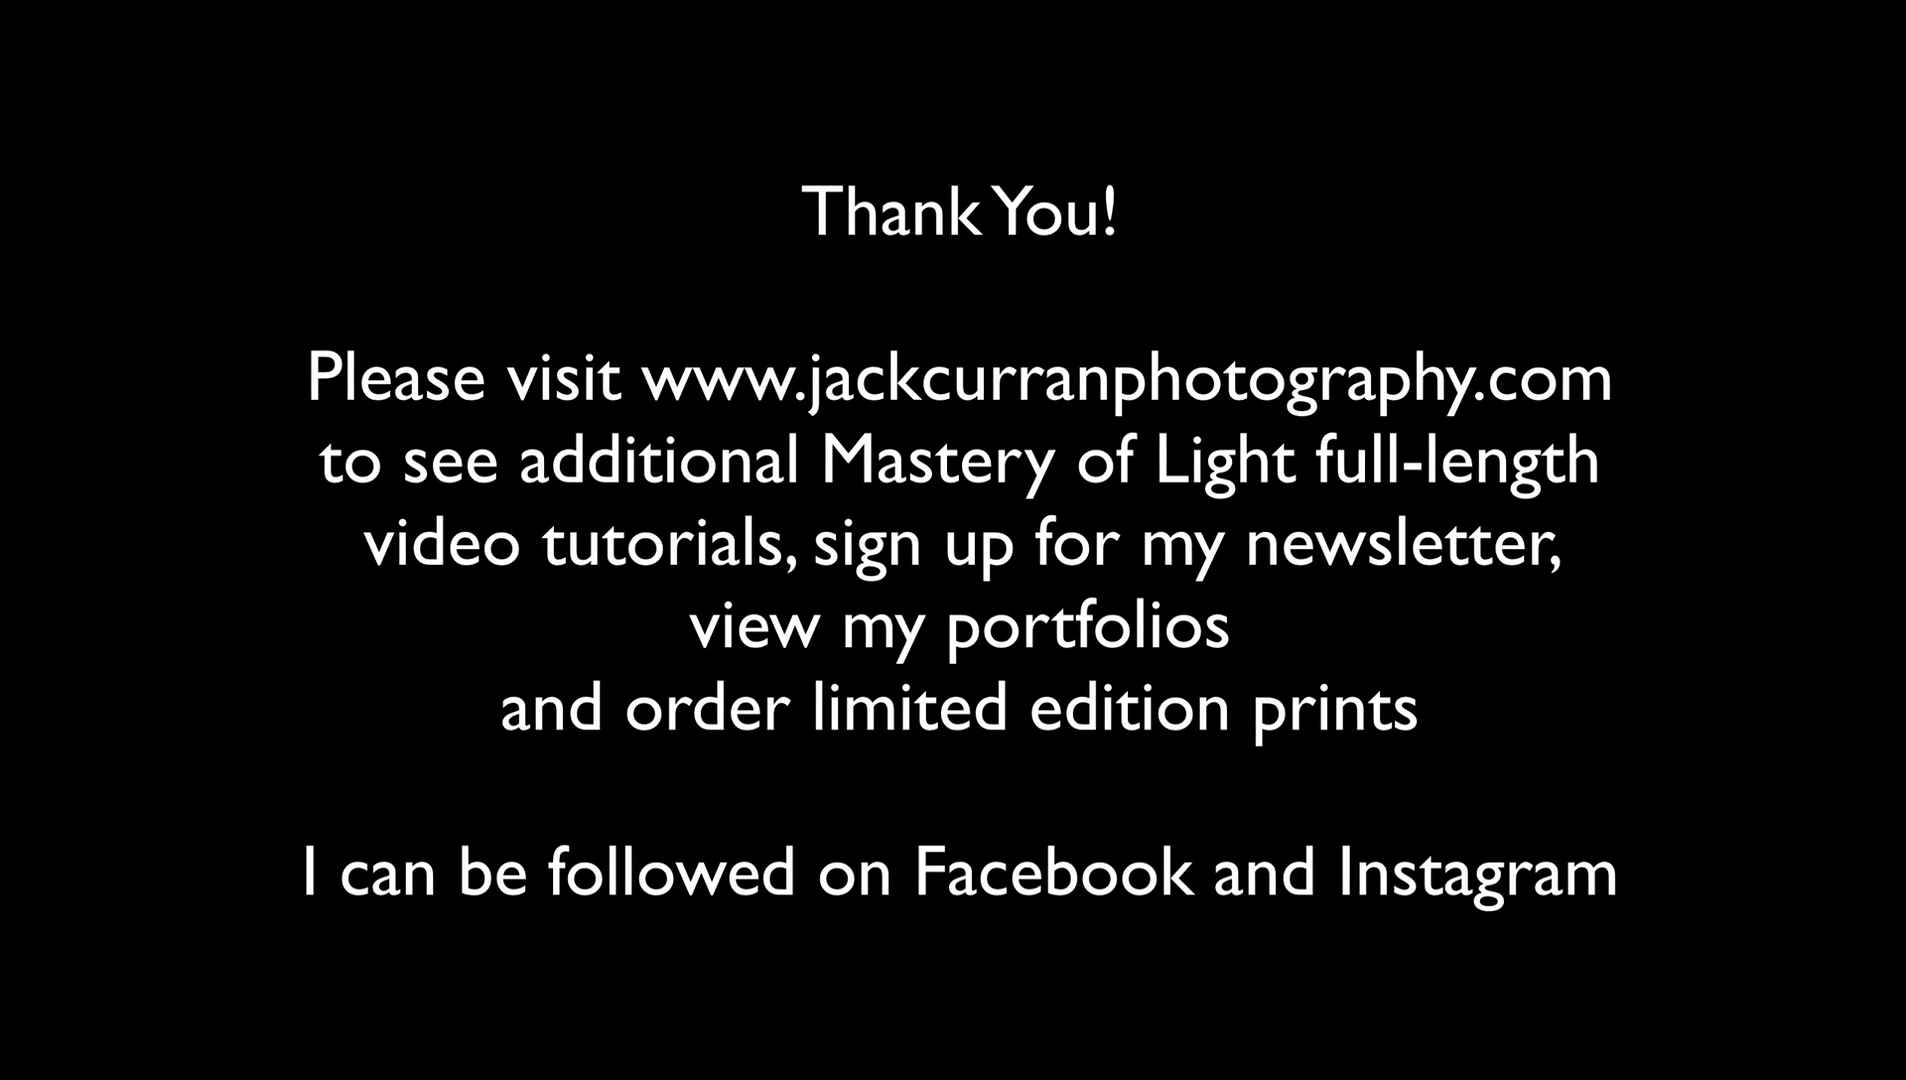 Thank You!
Please visit www.jackcurranphotography.com
to see additional Mastery of Light full-length
video tutorials, sign up for my newsletter,
view my portfolios
and order limited edition prints
I can be followed on Facebook and Instagram